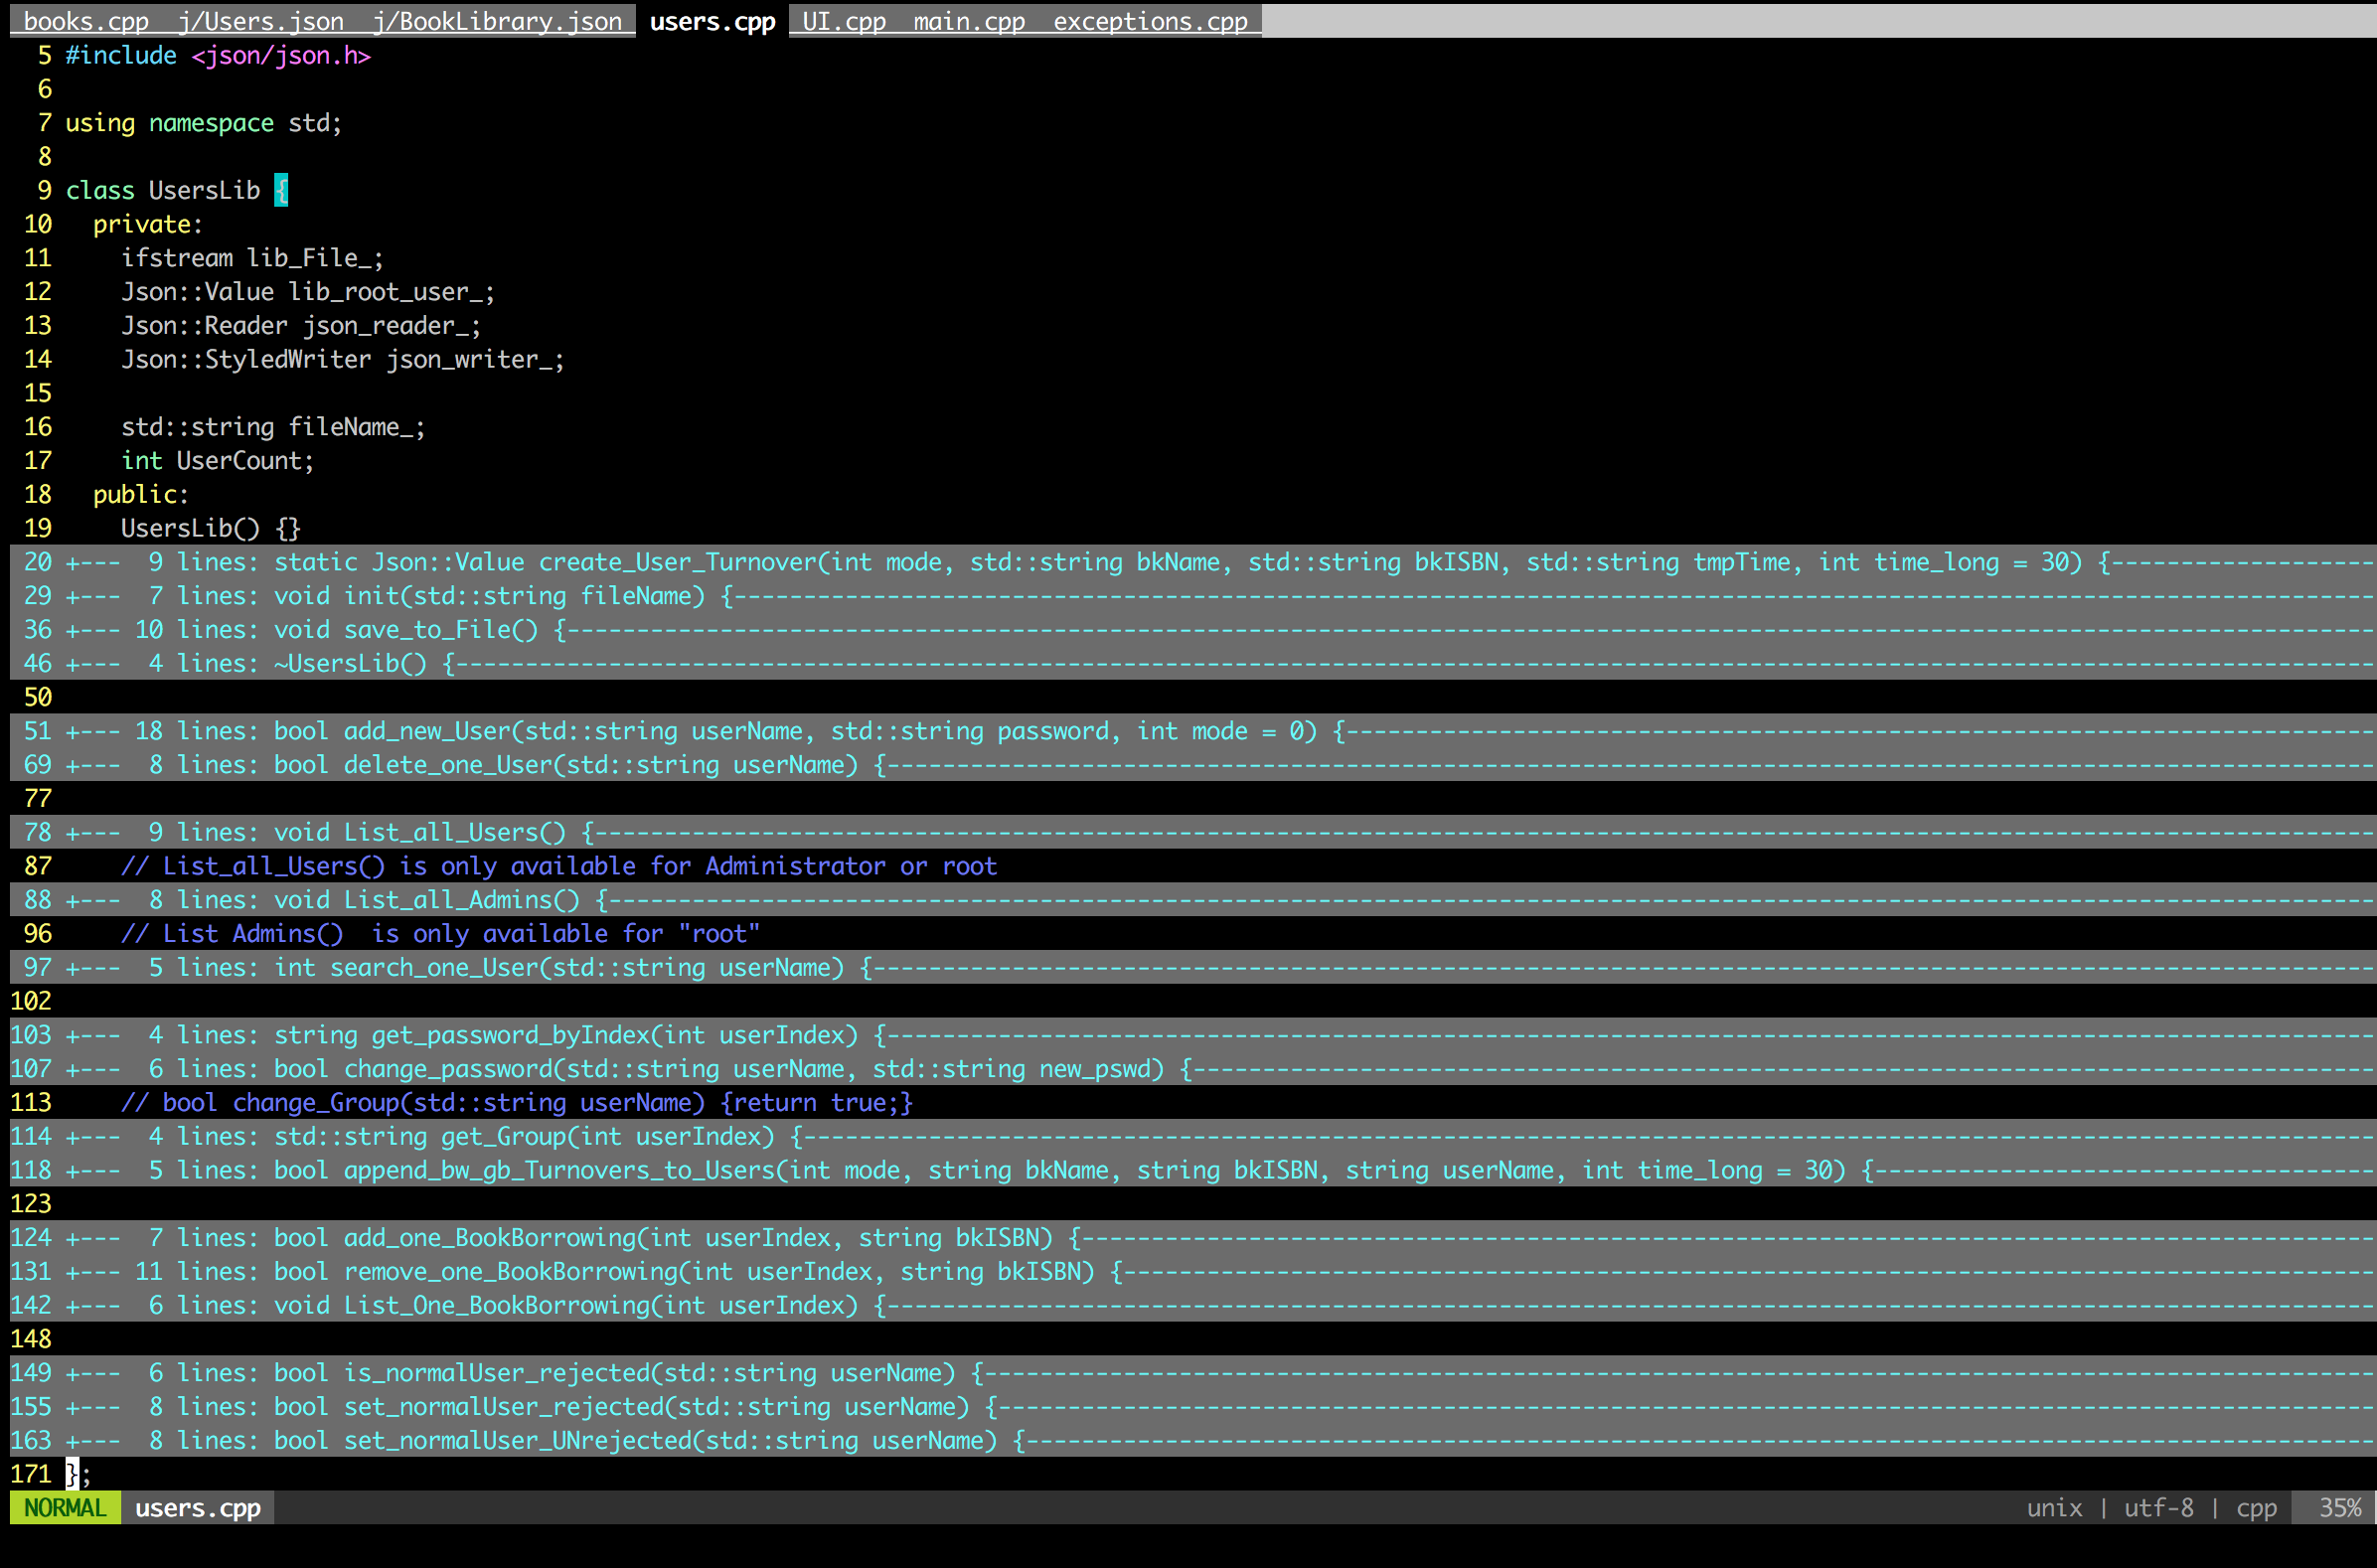 books.cpp  j/Users.json  j/BookLibrary.json  users.cpp  UI.cpp  main.cpp  exceptions.cpp
  5 #include <json/json.h>
  6
  7 using namespace std;
  8
  9 class UsersLib {
 10   private:
 11     ifstream lib_File_;
 12     Json::Value lib_root_user_;
 13     Json::Reader json_reader_;
 14     Json::StyledWriter json_writer_;
 15
 16     std::string fileName_;
 17     int UserCount;
 18   public:
 19     UsersLib() {}
 20 +---  9 lines: static Json::Value create_User_Turnover(int mode, std::string bkName, std::string bkISBN, std::string tmpTime, int time_long = 30) {-------------------
 29 +---  7 lines: void init(std::string fileName) {----------------------------------------------------------------------------------------------------------------------
 36 +--- 10 lines: void save_to_File() {----------------------------------------------------------------------------------------------------------------------------------
 46 +---  4 lines: ~UsersLib() {------------------------------------------------------------------------------------------------------------------------------------------
 50
 51 +--- 18 lines: bool add_new_User(std::string userName, std::string password, int mode = 0) {--------------------------------------------------------------------------
 69 +---  8 lines: bool delete_one_User(std::string userName) {-----------------------------------------------------------------------------------------------------------
 77
 78 +---  9 lines: void List_all_Users() {--------------------------------------------------------------------------------------------------------------------------------
 87     // List_all_Users() is only available for Administrator or root
 88 +---  8 lines: void List_all_Admins() {-------------------------------------------------------------------------------------------------------------------------------
 96     // List Admins()  is only available for "root"
 97 +---  5 lines: int search_one_User(std::string userName) {------------------------------------------------------------------------------------------------------------
102
103 +---  4 lines: string get_password_byIndex(int userIndex) {-----------------------------------------------------------------------------------------------------------
107 +---  6 lines: bool change_password(std::string userName, std::string new_pswd) {-------------------------------------------------------------------------------------
113     // bool change_Group(std::string userName) {return true;}
114 +---  4 lines: std::string get_Group(int userIndex) {-----------------------------------------------------------------------------------------------------------------
118 +---  5 lines: bool append_bw_gb_Turnovers_to_Users(int mode, string bkName, string bkISBN, string userName, int time_long = 30) {------------------------------------
123
124 +---  7 lines: bool add_one_BookBorrowing(int userIndex, string bkISBN) {---------------------------------------------------------------------------------------------
131 +--- 11 lines: bool remove_one_BookBorrowing(int userIndex, string bkISBN) {------------------------------------------------------------------------------------------
142 +---  6 lines: void List_One_BookBorrowing(int userIndex) {-----------------------------------------------------------------------------------------------------------
148
149 +---  6 lines: bool is_normalUser_rejected(std::string userName) {----------------------------------------------------------------------------------------------------
155 +---  8 lines: bool set_normalUser_rejected(std::string userName) {---------------------------------------------------------------------------------------------------
163 +---  8 lines: bool set_normalUser_UNrejected(std::string userName) {-------------------------------------------------------------------------------------------------
171 };
NORMAL  users.cpp  unix | utf-8 | cpp  35%